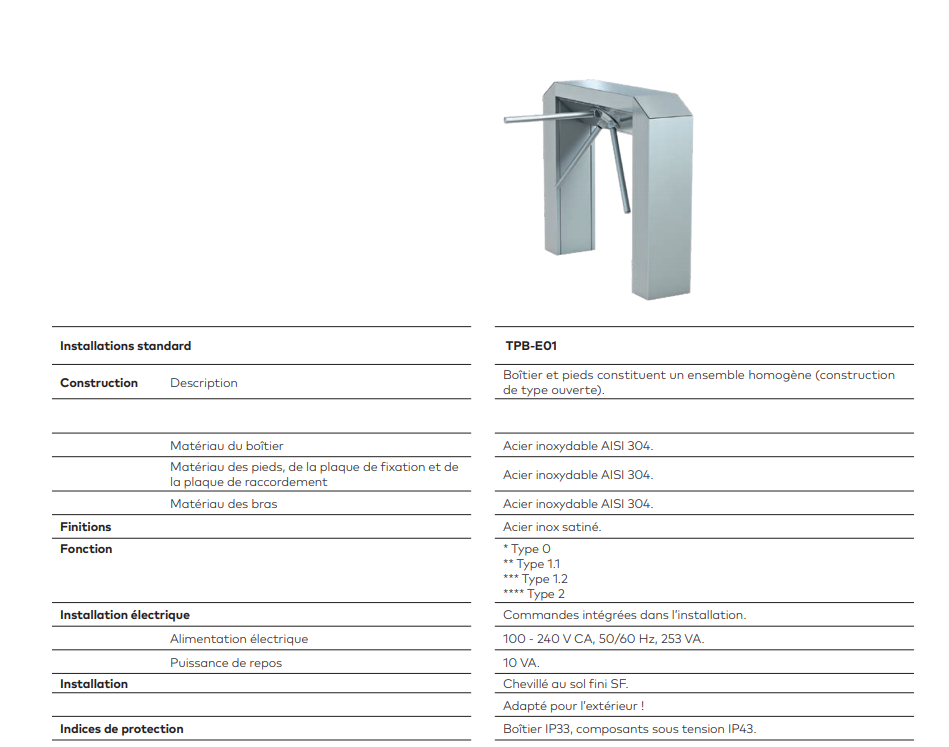 Installations standard
TPB-E01
Construction Description
Boîtier et pieds constituent un ensemble homogène (construction
de type ouverte).
Matériau du boîtier
Acier inoxydable AISI 304.
Matériau des pieds, de la plaque de fixation et de
la plaque de raccordement
Acier inoxydable AISI 304.
Matériau des bras
Acier inoxydable AISI 304.
Finitions
Acier inox satiné.
Fonction
* Type 0
** Type 1.1
*** Type 1.2
**** Type 2
Installation électrique
Commandes intégrées dans l'installation.
Alimentation électrique
100 - 240 V CA, 50/60 Hz, 253 VA.
Puissance de repos
10 VA.
Installation
Chevillé au sol fini SF.
Adapté pour l'extérieur !
Indices de protection
Boîtier IP33, composants sous tension IP43.